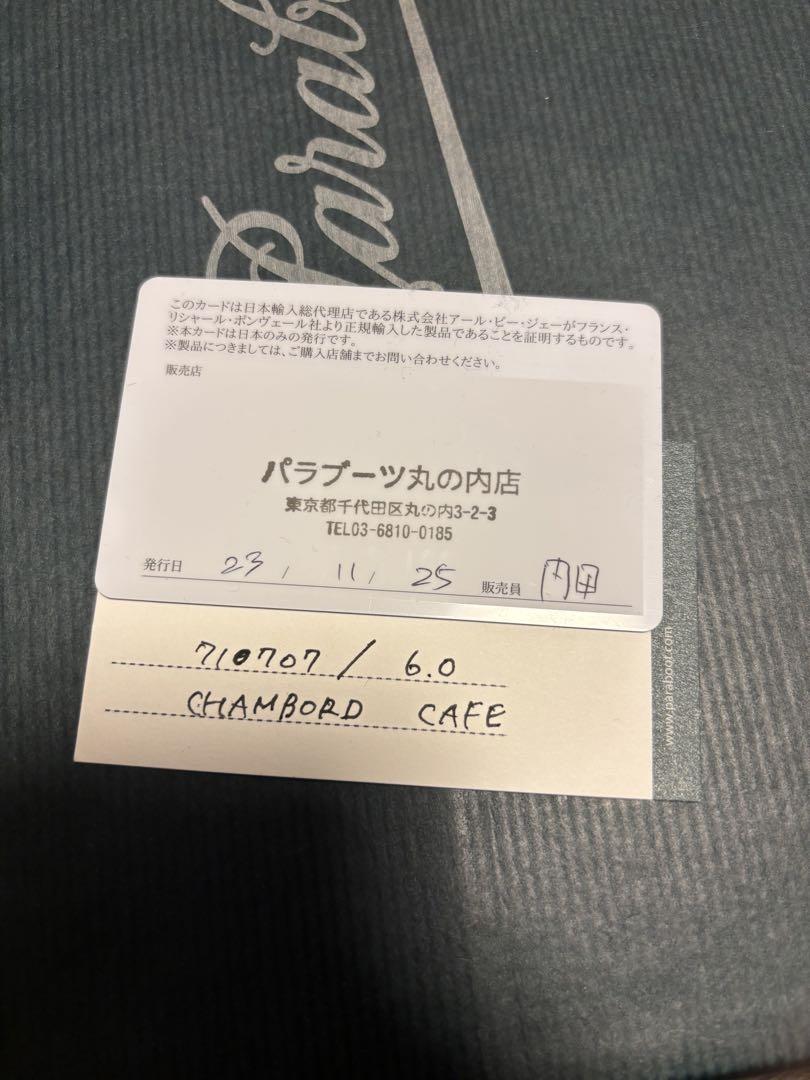 Parab
このカードは日本輸入総代理店である株式会社アール・ビー・ジェーがフランス・
リシャール・ポンヴェール社より正規輸入した製品であることを証明するものです。
※本カードは日本のみの発行です。
※製品につきましては、ご購入店舗までお問い合わせください。
販売店
パラブーツ丸の内店
東京都千代田区丸の内3-2-3
TEL03-6810-0185
発行日 23 / 11 / 25 販売員
710707 / 6.0
CHAMBORD CAFE
www.paraboot.com